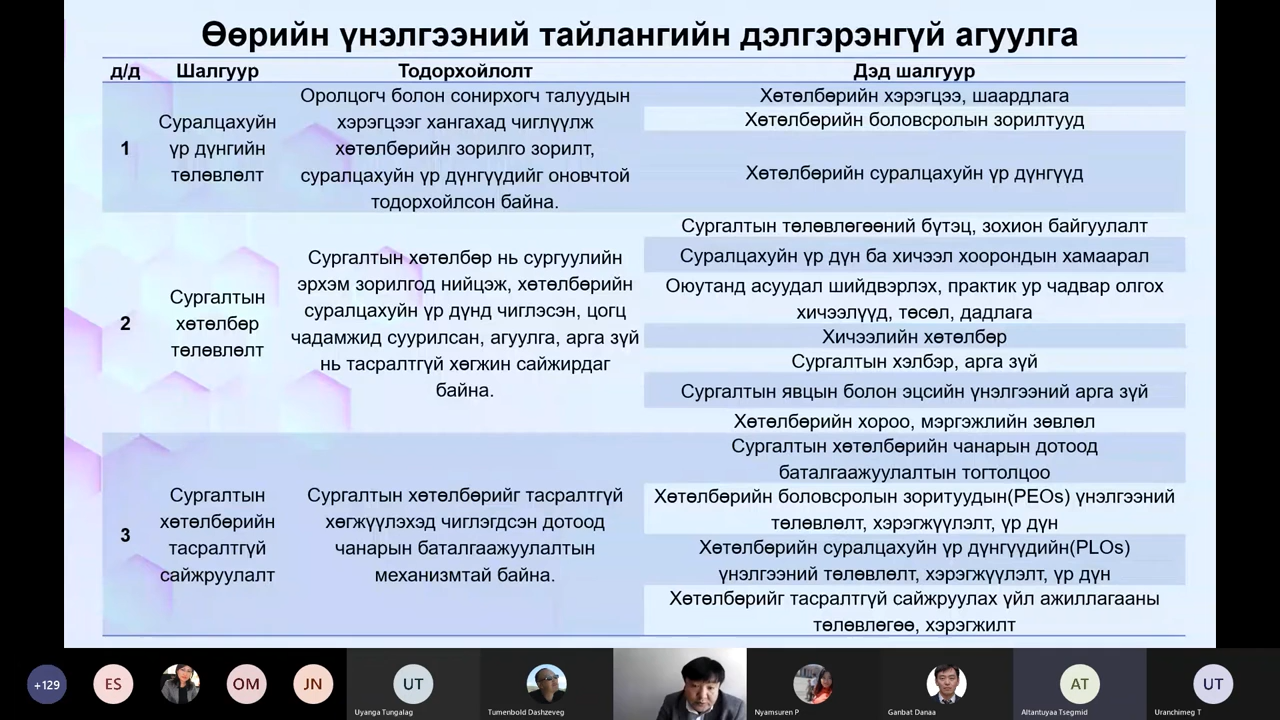 Өөрийн үнэлгээний тайлангийн дэлгэрэнгүй агуулга
д/д Шалгуур Тодорхойлолт Дэд шалгуур
1
Суралцахуйн
үр дүнгийн
төлөвлөлт
Оролцогч болон сонирхогч талуудын
хэрэгцээг хангахад чиглүүлж
хөтөлбөрийн зорилго зорилт,
суралцахуйн үр дүнгүүдийг оновчтой
тодорхойлсон байна.
Хөтөлбөрийн хэрэгцээ, шаардлага
Хөтөлбөрийн боловсролын зорилтууд
Хөтөлбөрийн суралцахуйн үр дүнгүүд
2
Сургалтын
хөтөлбөр
төлөвлөлт
Сургалтын хөтөлбөр нь сургуулийн
эрхэм зорилгод нийцэж, хөтөлбөрийн
суралцахуйн үр дүнд чиглэсэн, цогц
чадамжид суурилсан, агуулга, арга зүй
нь тасралтгүй хөгжин сайжирдаг
байна.
Сургалтын төлөвлөгөөний бүтэц, зохион байгуулалт
Суралцахуйн үр дүн ба хичээл хоорондын хамаарал
Оюутанд асуудал шийдвэрлэх, практик ур чадвар олгох
хичээлүүд, төсөл, дадлага
Хичээлийн хөтөлбөр
Сургалтын хэлбэр, арга зүй
Сургалтын явцын болон эцсийн үнэлгээний арга зүй
Хөтөлбөрийн хороо, мэргэжлийн зөвлөл
3
Сургалтын
хөтөлбөрийн
тасралтгүй
сайжруулалт
Сургалтын хөтөлбөрийг тасралтгүй
хөгжүүлэхэд чиглэгдсэн дотоод
чанарын баталгаажуулалтын
механизмтай байна.
Сургалтын хөтөлбөрийн чанарын дотоод
баталгаажуулалтын тогтолцоо
Хөтөлбөрийн боловсролын зоритуудын(PEOs) үнэлгээний
төлөвлөлт, хэрэгжүүлэлт, үр дүн
Хөтөлбөрийн суралцахуйн үр дүнгүүдийн(PLOs)
үнэлгээний төлөвлөлт, хэрэгжүүлэлт, үр дүн
Хөтөлбөрийг тасралтгүй сайжруулах үйл ажиллагааны
төлөвлөгөө, хэрэгжилт
+129 ES OM JN UT AT UT
Uyanga Tungalag Tumenbold Dashzeveg Nyamsuren P Ganbat Danaa Altantuyaa Tsegmid Uranchimeg T